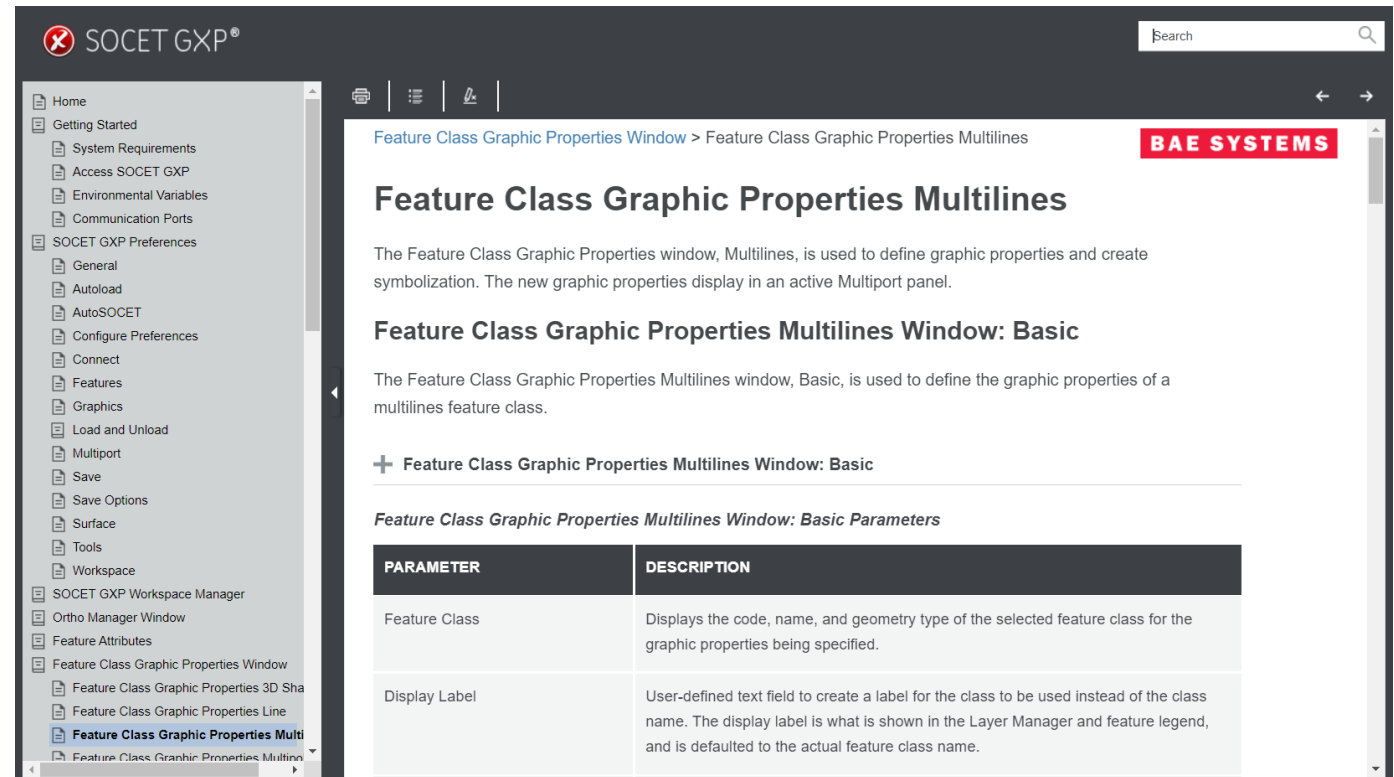 SOCET GXP®
Search
Home
Getting Started
System Requirements
Access SOCET GXP
Environmental Variables
Communication Ports
SOCET GXP Preferences
General
Autoload
AutoSOCET
Configure Preferences
Connect
Features
Graphics
Load and Unload
Multiport
Save
Save Options
Surface
Tools
Workspace
SOCET GXP Workspace Manager
Ortho Manager Window
Feature Attributes
Feature Class Graphic Properties Window
Feature Class Graphic Properties 3D Sha
Feature Class Graphic Properties Line
Feature Class Graphic Properties Multi
Feature Class Graphic Properties Multipo
Feature Class Graphic Properties Window > Feature Class Graphic Properties Multilines
BAE SYSTEMS
Feature Class Graphic Properties Multilines
The Feature Class Graphic Properties window, Multilines, is used to define graphic properties and create
symbolization. The new graphic properties display in an active Multiport panel.
Feature Class Graphic Properties Multilines Window: Basic
The Feature Class Graphic Properties Multilines window, Basic, is used to define the graphic properties of a
multilines feature class.
Feature Class Graphic Properties Multilines Window: Basic
Feature Class Graphic Properties Multilines Window: Basic Parameters
PARAMETER DESCRIPTION
Feature Class Displays the code, name, and geometry type of the selected feature class for the
graphic properties being specified.
Display Label User-defined text field to create a label for the class to be used instead of the class
name. The display label is what is shown in the Layer Manager and feature legend,
and is defaulted to the actual feature class name.